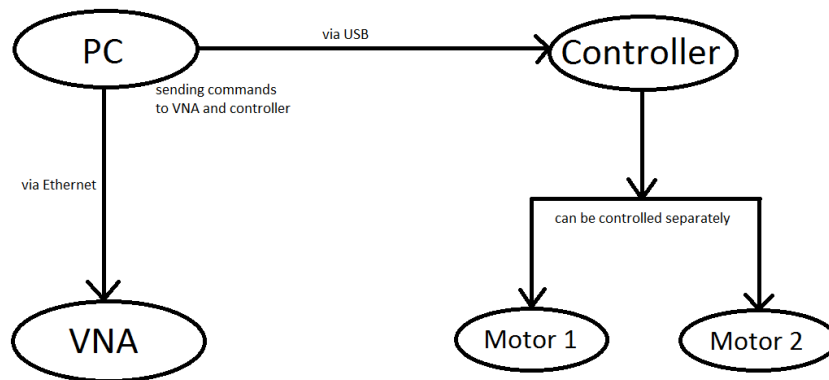 PC
via USB
Controller
sending commands
to VNA and controller
via Ethernet
can be controlled separately
VNA
Motor 1
Motor 2